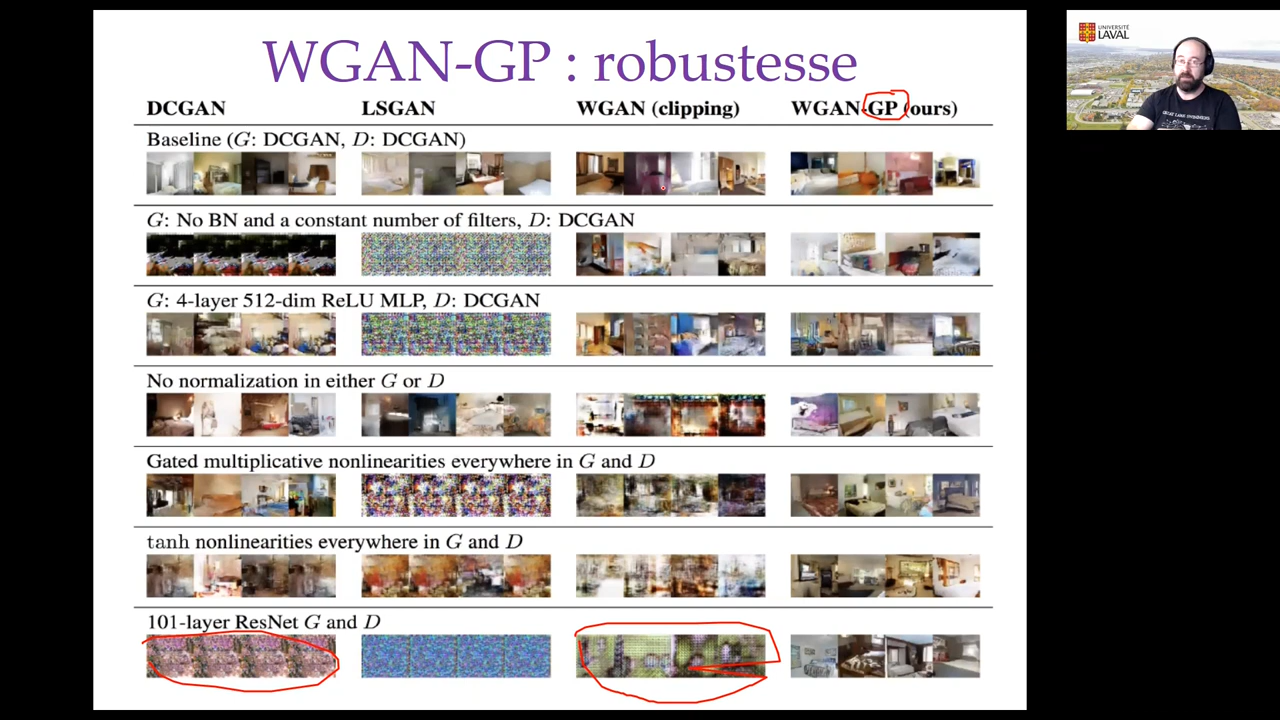 WGAN-GP : robustesse
DCGAN LSGAN WGAN (clipping) WGAN-GP (ours)
Baseline (G: DCGAN, D: DCGAN)
G: No BN and a constant number of filters, D: DCGAN
G: 4-layer 512-dim ReLU MLP, D: DCGAN
No normalization in either G or D
Gated multiplicative nonlinearities everywhere in G and D
tanh nonlinearities everywhere in G and D
101-layer ResNet G and D
UNIVERSITÉ
LAVAL